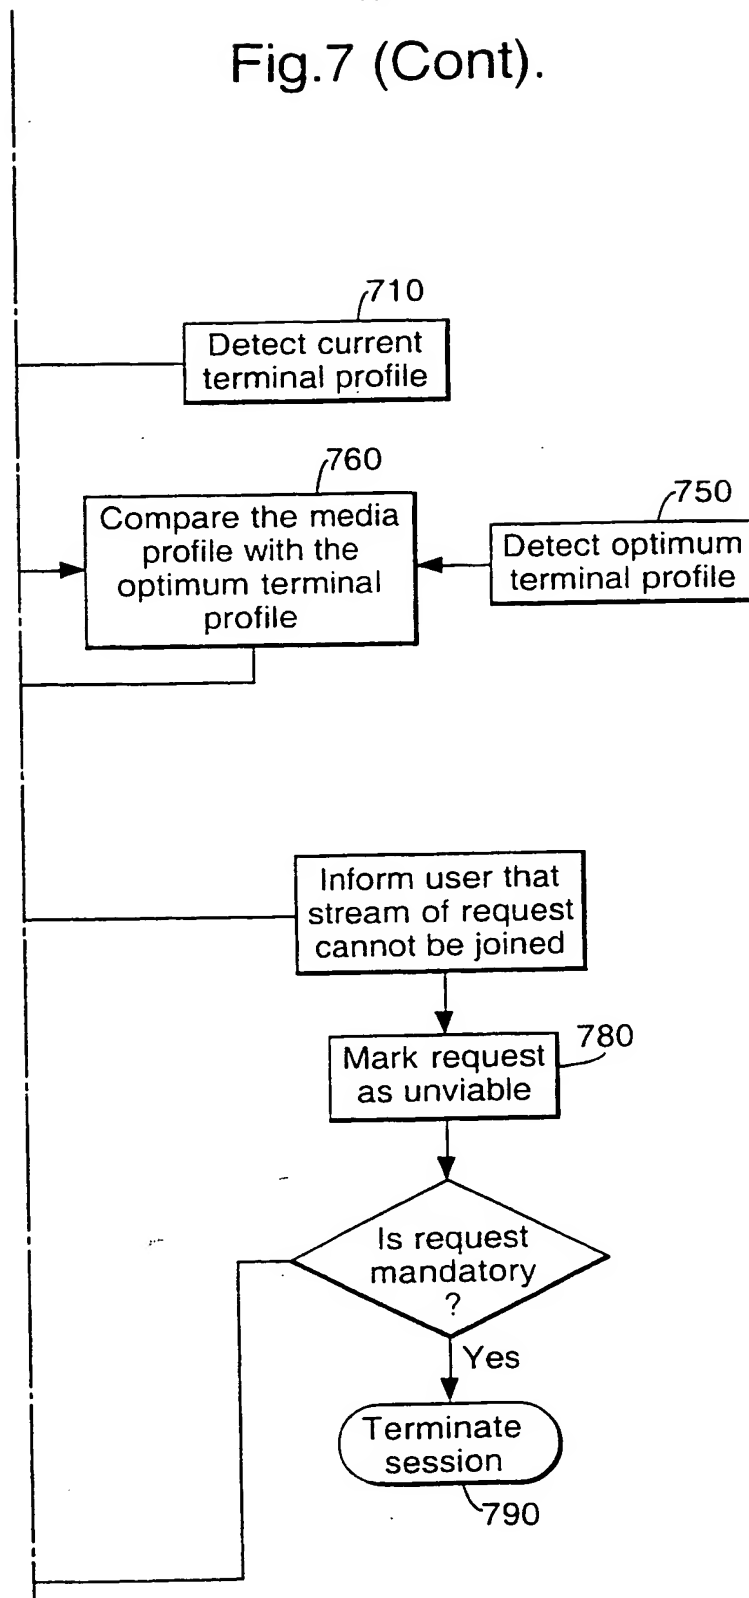 Fig.7 (Cont).
710
Detect current
terminal profile
760
Compare the media
profile with the
optimum terminal
profile
750
Detect optimum
terminal profile
Inform user that
stream of request
cannot be joined
780
Mark request
as unviable
Is request
mandatory
?
Yes
Terminate
session
790